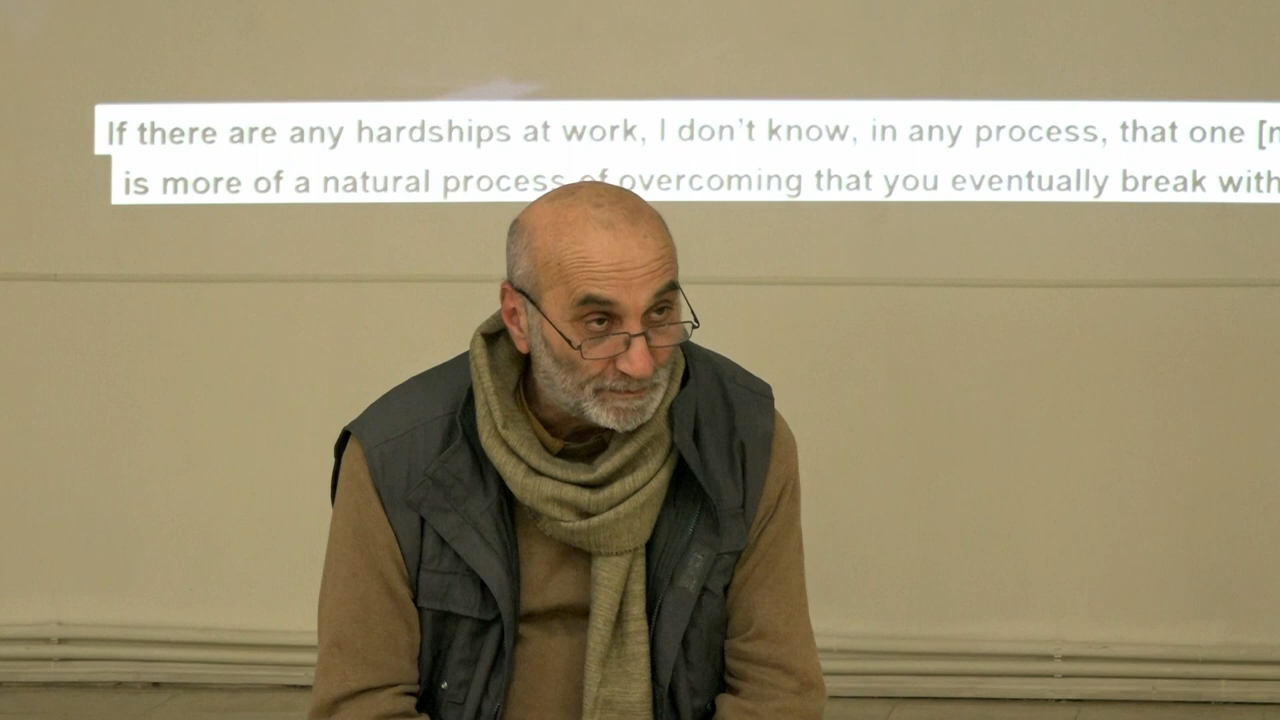 If there are any hardships at work, I don't know, in any process, that one
is more of a natural process of overcoming that you eventually break with